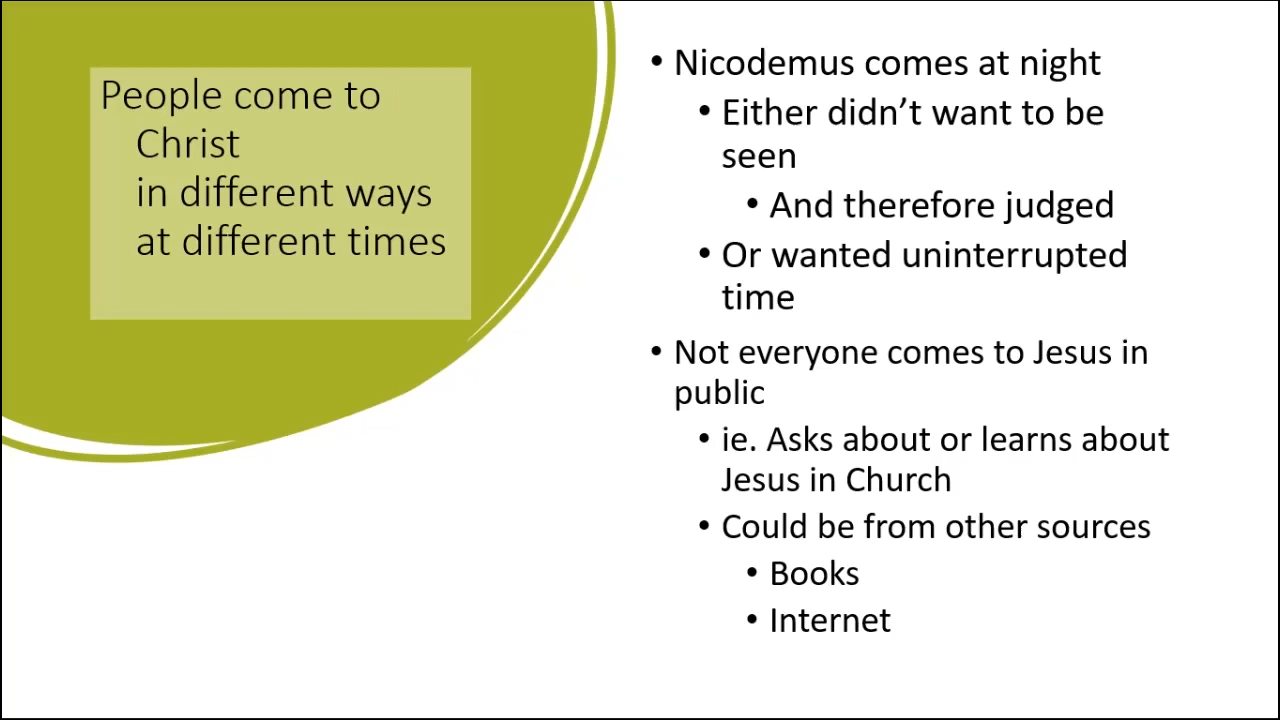 People come to
Christ
in different ways
at different times
• Nicodemus comes at night
• Either didn’t want to be
seen
• And therefore judged
• Or wanted uninterrupted
time
• Not everyone comes to Jesus in
public
• ie. Asks about or learns about
Jesus in Church
• Could be from other sources
• Books
• Internet